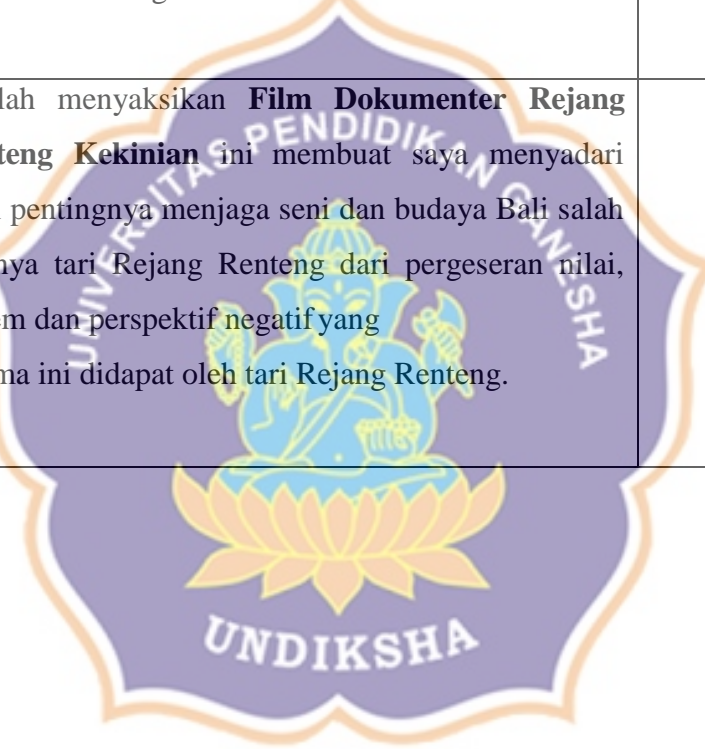 lah menyaksikan Film Dokumenter Rejang
teng Kekinian ini membuat saya menyadari
pentingnya menjaga seni dan budaya Bali salah
nya tari Rejang Renteng dari pergeseran nilai,
em dan perspektif negatif yang
ma ini didapat oleh tari Rejang Renteng.
UNIVERSITAS PENDIDIKAN GANESHA
UNDIKSHA